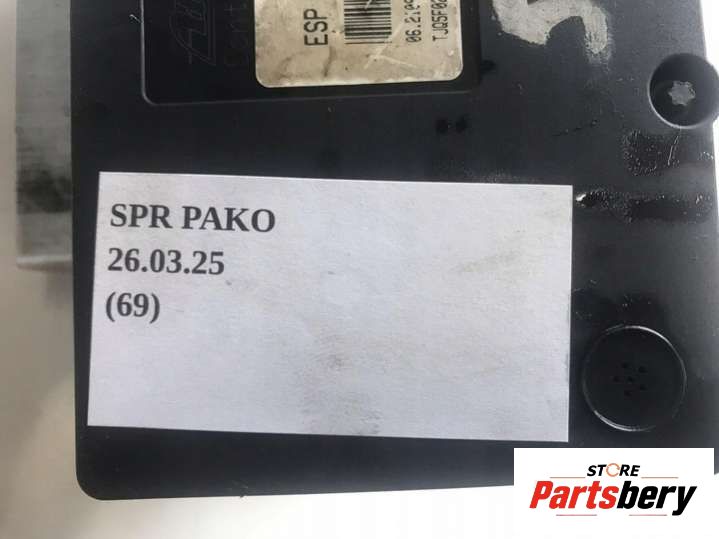 ESP
SPR PAKO
26.03.25
(69)
STORE
Partsbery